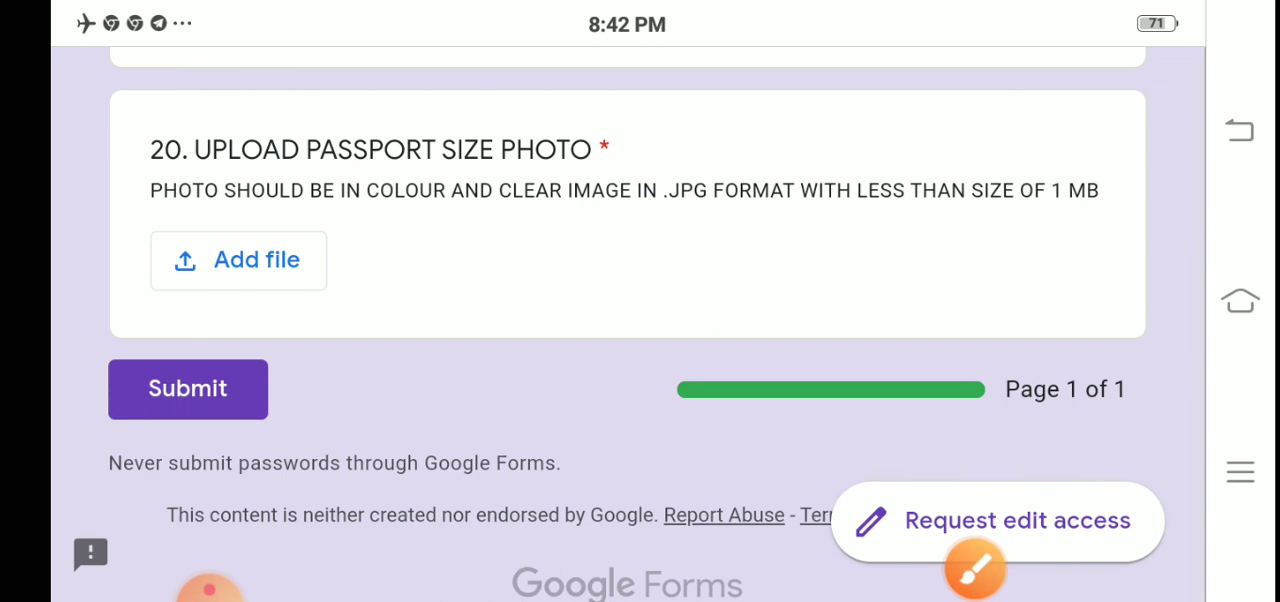 8:42 PM
71
20. UPLOAD PASSPORT SIZE PHOTO *
PHOTO SHOULD BE IN COLOUR AND CLEAR IMAGE IN .JPG FORMAT WITH LESS THAN SIZE OF 1 MB
Add file
Submit
Page 1 of 1
Never submit passwords through Google Forms.
This content is neither created nor endorsed by Google. Report Abuse -
Request edit access
Google Forms